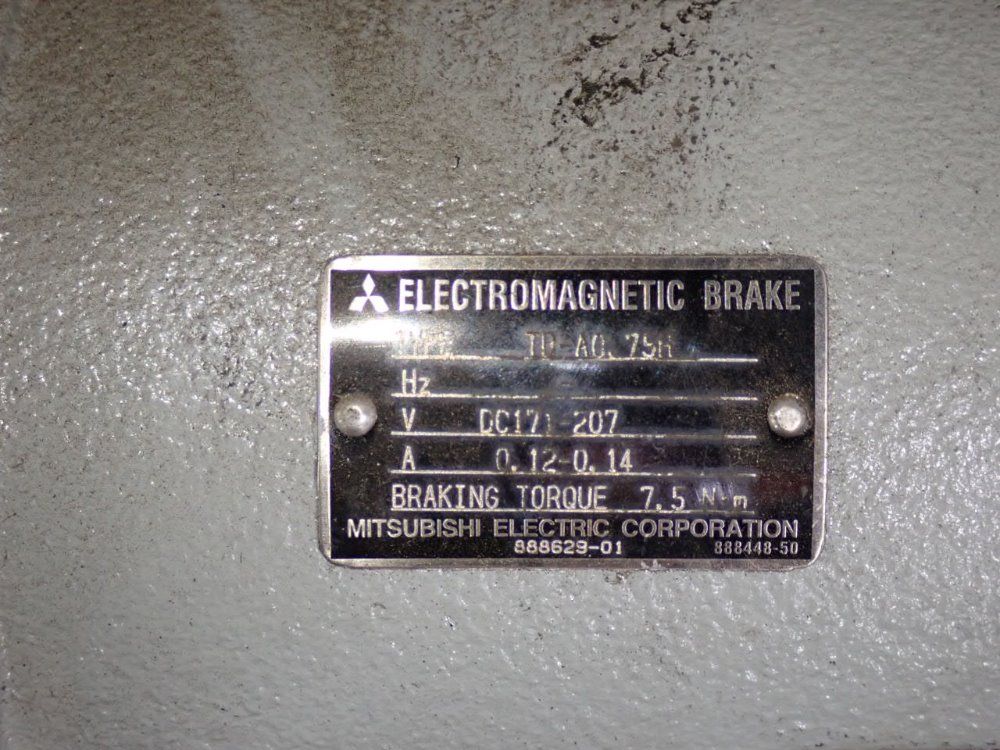 ELECTROMAGNETIC BRAKE
TYPE A0.75H
Hz
V DC171-207
A 0.12-0.14
BRAKING TORQUE 7.5 N·m
MITSUBISHI ELECTRIC CORPORATION
888629-01 888448-50